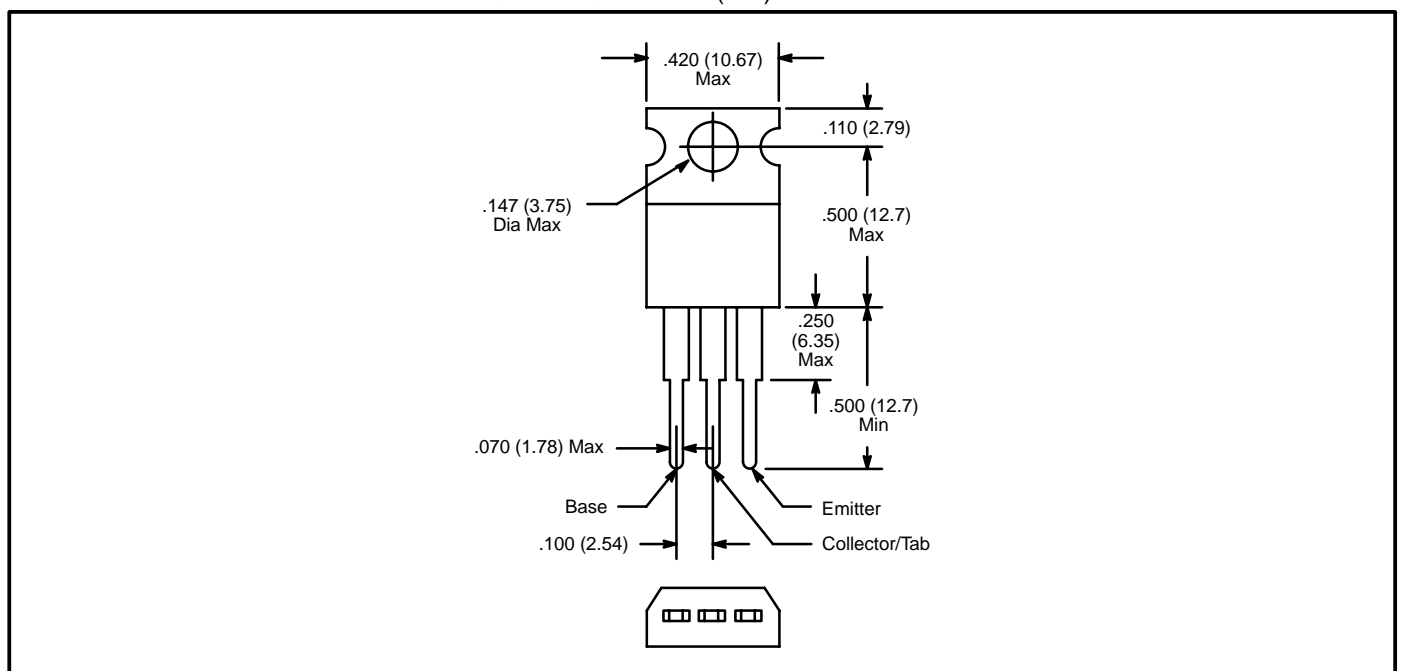 .420 (10.67)
Max
.110 (2.79)
.147 (3.75)
Dia Max
.500 (12.7)
Max
.250
(6.35)
Max
.500 (12.7)
Min
.070 (1.78) Max
Base
Emitter
.100 (2.54)
Collector/Tab